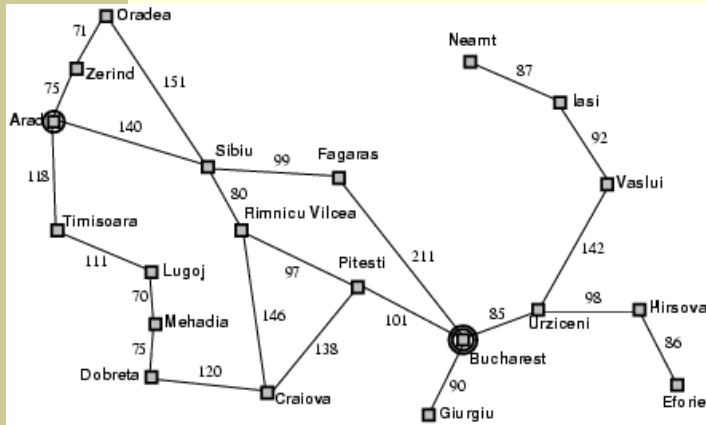 Oradea
71
Neamt
Zerind
87
75
151
Iasi
Arad
140
92
Sibiu
Fagaras
99
118
Vaslui
80
Timisoara
Rimnicu Vilcea
111
142
211
Lugoj
97
Pitesti
70
98
Hirsova
146
101
85
Mehadia
Urziceni
138
86
75
Bucharest
Dobreta
120
90
Craiova
Eforie
Giurgiu